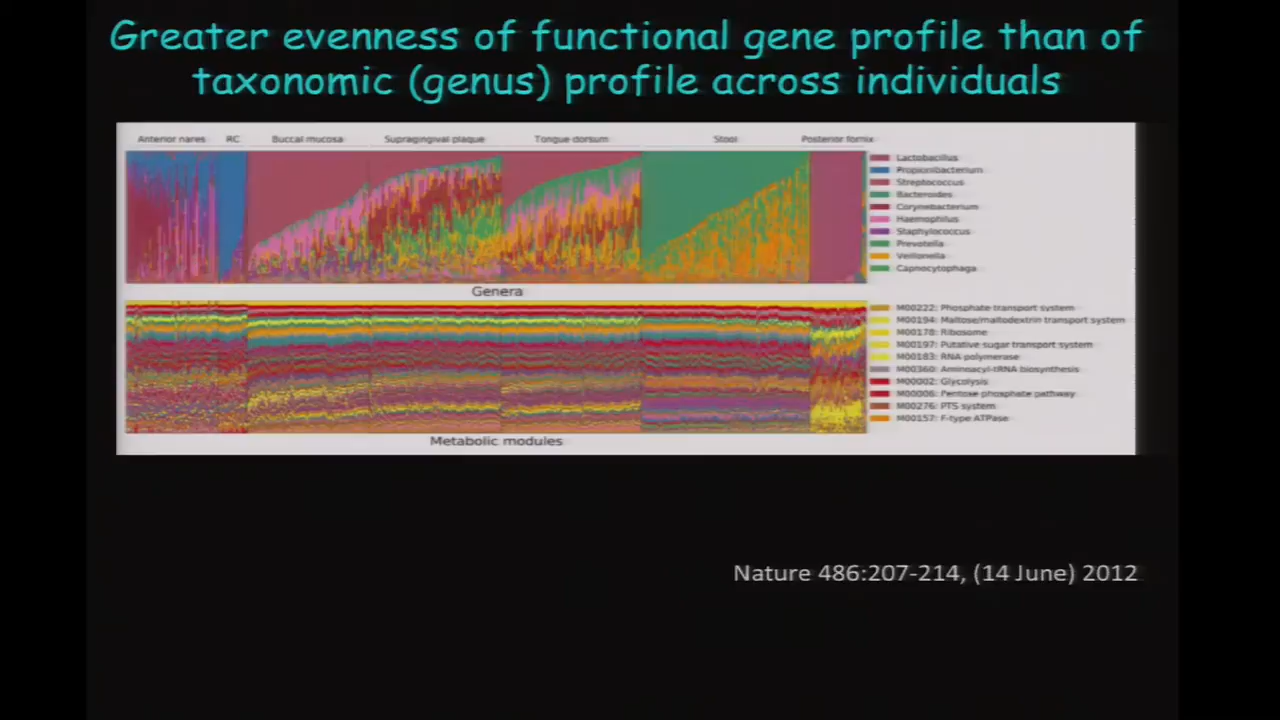 Greater evenness of functional gene profile than of
taxonomic (genus) profile across individuals
Anterior nares RC Buccal mucosa Supragingival plaque Tongue dorsum Stool Posterior fornix
Lactobacillus
Propionibacterium
Streptococcus
Bacteroides
Corynebacterium
Haemophilus
Staphylococcus
Prevotella
Veillonella
Capnocytophaga
Genera
M00222: Phosphate transport system
M00194: Maltose/maltodextrin transport system
M00178: Ribosome
M00197: Putative sugar transport system
M00183: RNA polymerase
M00360: Aminoacyl-tRNA biosynthesis
M00002: Glycolysis
M00006: Pentose phosphate pathway
M00276: PTS system
M00157: F-type ATPase
Metabolic modules
Nature 486:207-214, (14 June) 2012